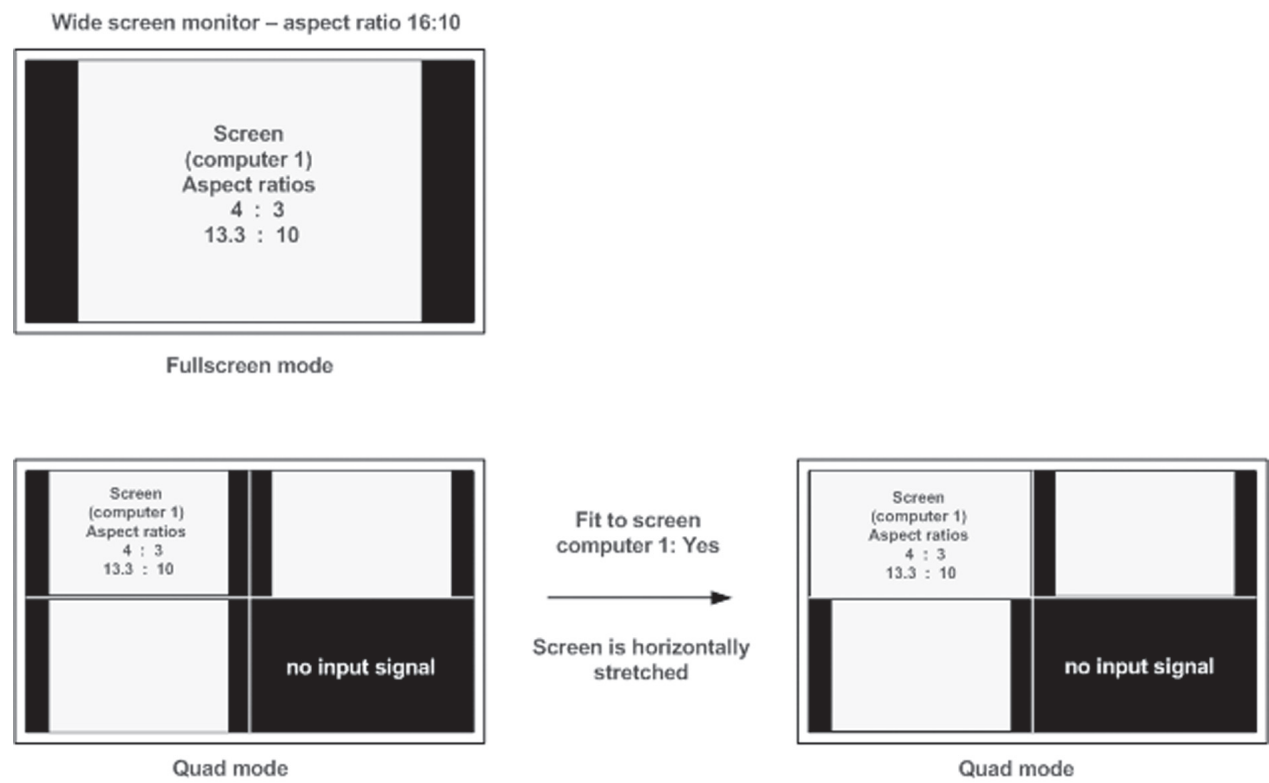 Wide screen monitor – aspect ratio 16:10
Screen
(computer 1)
Aspect ratios
4 : 3
13.3 : 10
Fullscreen mode
Screen
(computer 1)
Aspect ratios
4 : 3
13.3 : 10
no input signal
Quad mode
Fit to screen
computer 1: Yes
Screen is horizontally
stretched
Screen
(computer 1)
Aspect ratios
4 : 3
13.3 : 10
no input signal
Quad mode